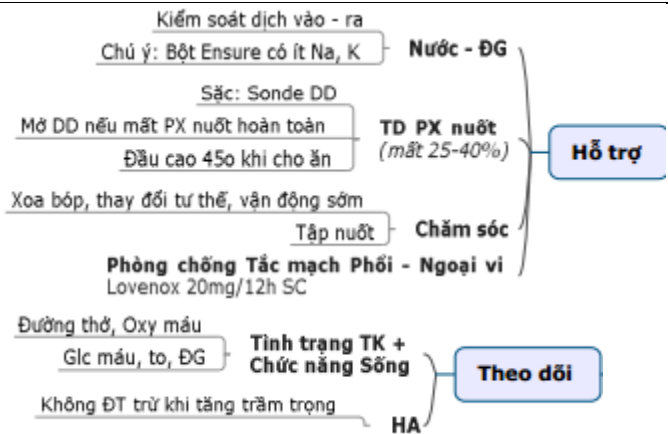 Kiểm soát dịch vào - ra
Chú ý: Bột Ensure có ít Na, K
Nước - ĐG
Sặc: Sonde DD
Mở DD nếu mất PX nuốt hoàn toàn
Đầu cao 45o khi cho ăn
TD PX nuốt
(mất 25-40%)
Hỗ trợ
Xoa bóp, thay đổi tư thế, vận động sớm
Tập nuốt
Chăm sóc
Phòng chống Tắc mạch Phổi - Ngoại vi
Lovenox 20mg/12h SC
Đường thở, Oxy máu
Glc máu, to, ĐG
Tình trạng TK +
Chức năng Sống
Theo dõi
Không ĐT trừ khi tăng trầm trọng
HA